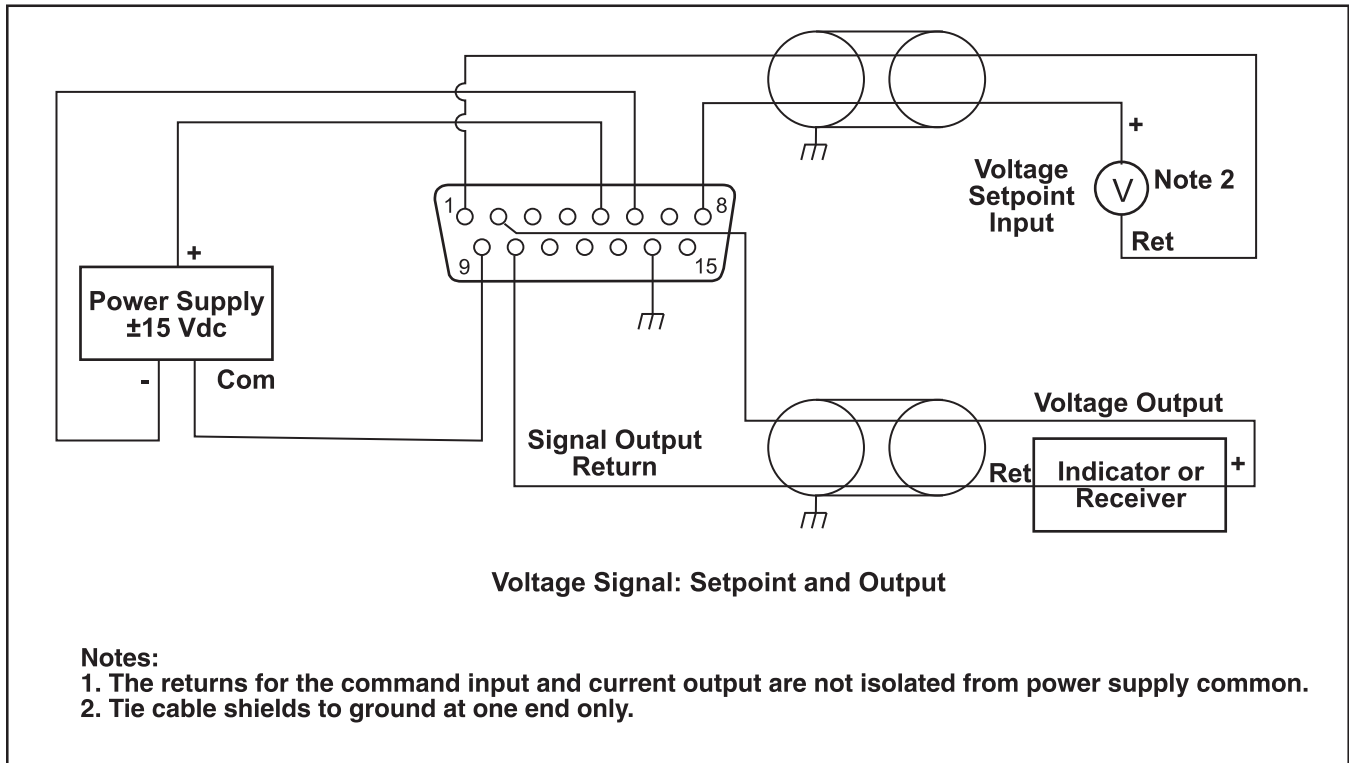 1
8
9
15
+
Power Supply
±15 Vdc
-
Com
+
Voltage
Setpoint
Input
V
Note 2
Ret
Signal Output
Return
Voltage Output
Ret
Indicator or
Receiver
+
Voltage Signal: Setpoint and Output
Notes:
1. The returns for the command input and current output are not isolated from power supply common.
2. Tie cable shields to ground at one end only.